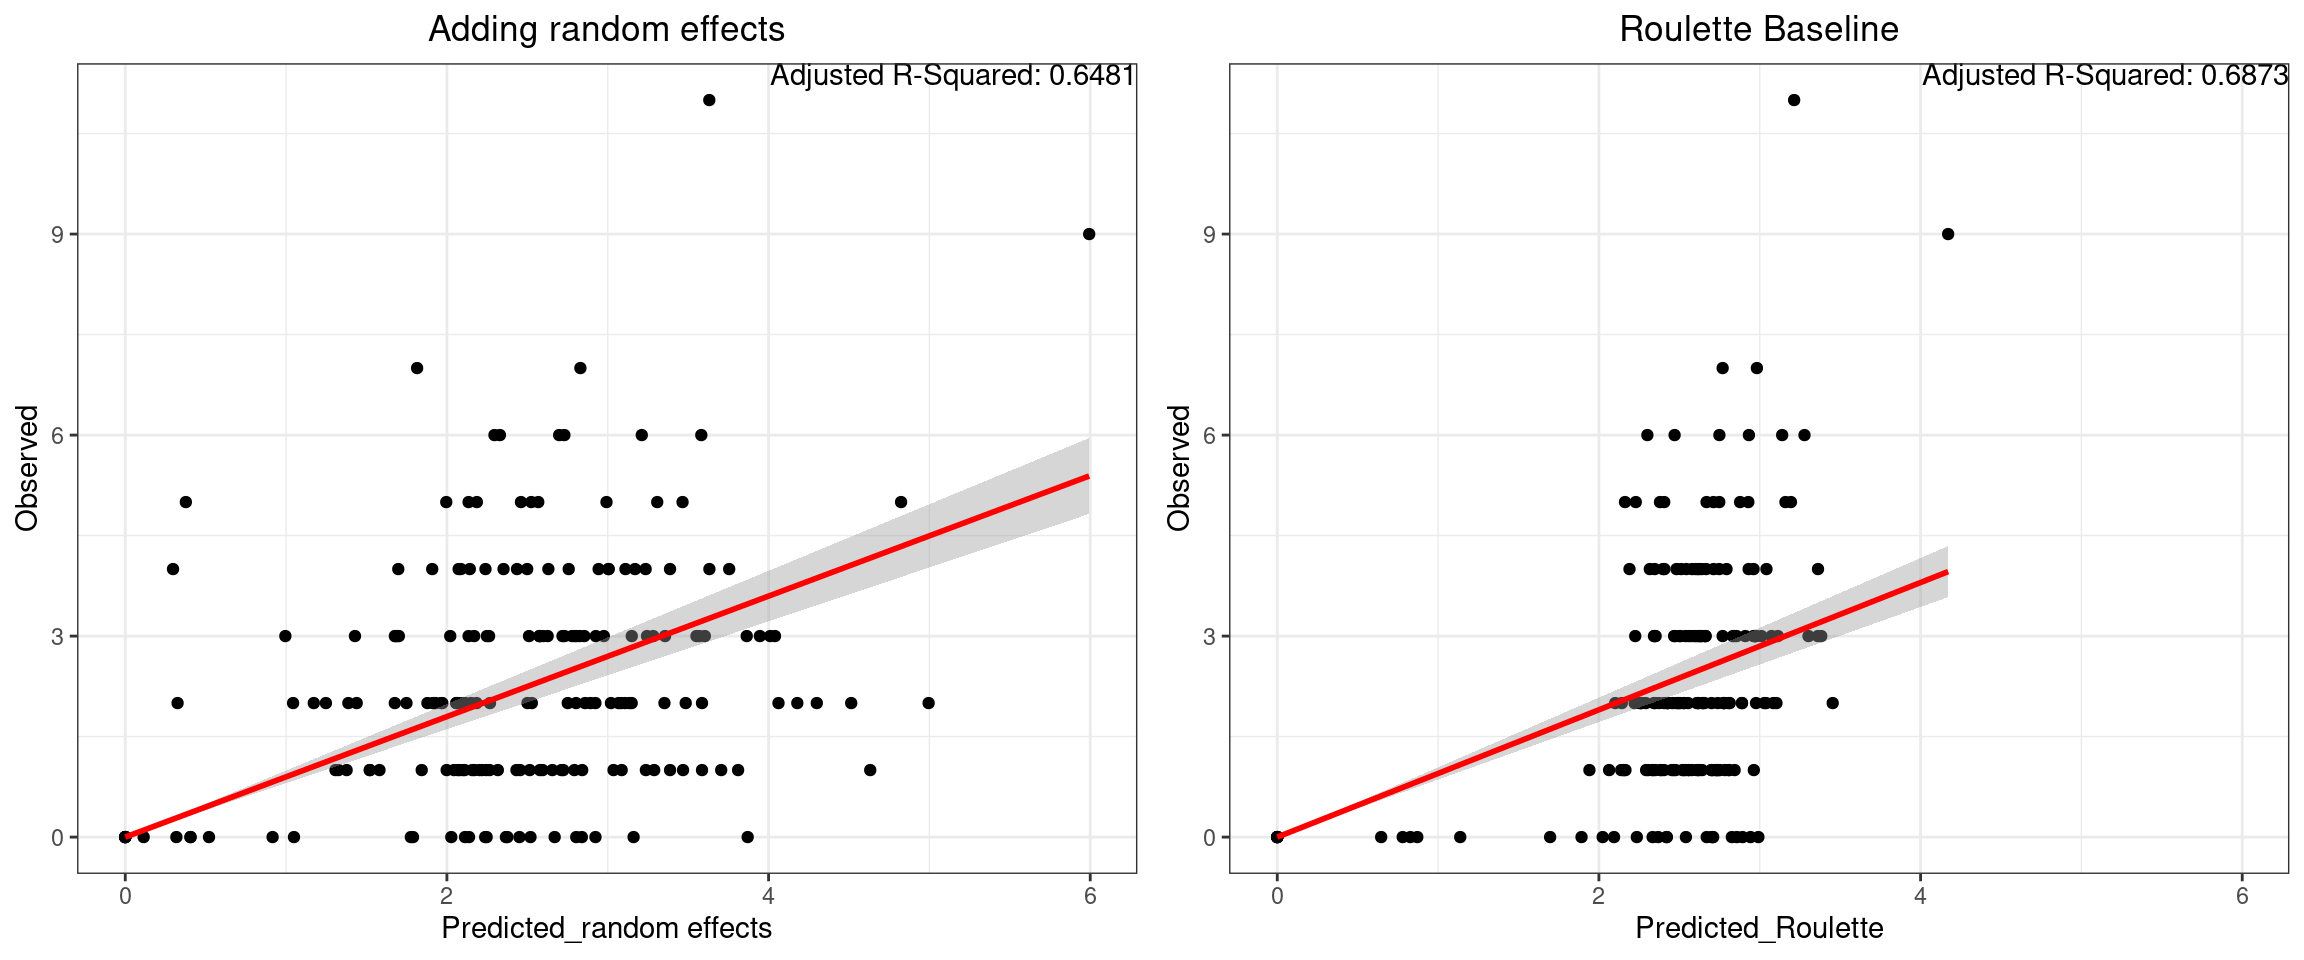 Adding random effects
Adjusted R-Squared: 0.6481
Observed
9
6
3
0
0 2 4 6
Predicted_random effects
Roulette Baseline
Adjusted R-Squared: 0.6873
Observed
9
6
3
0
0 2 4 6
Predicted_Roulette